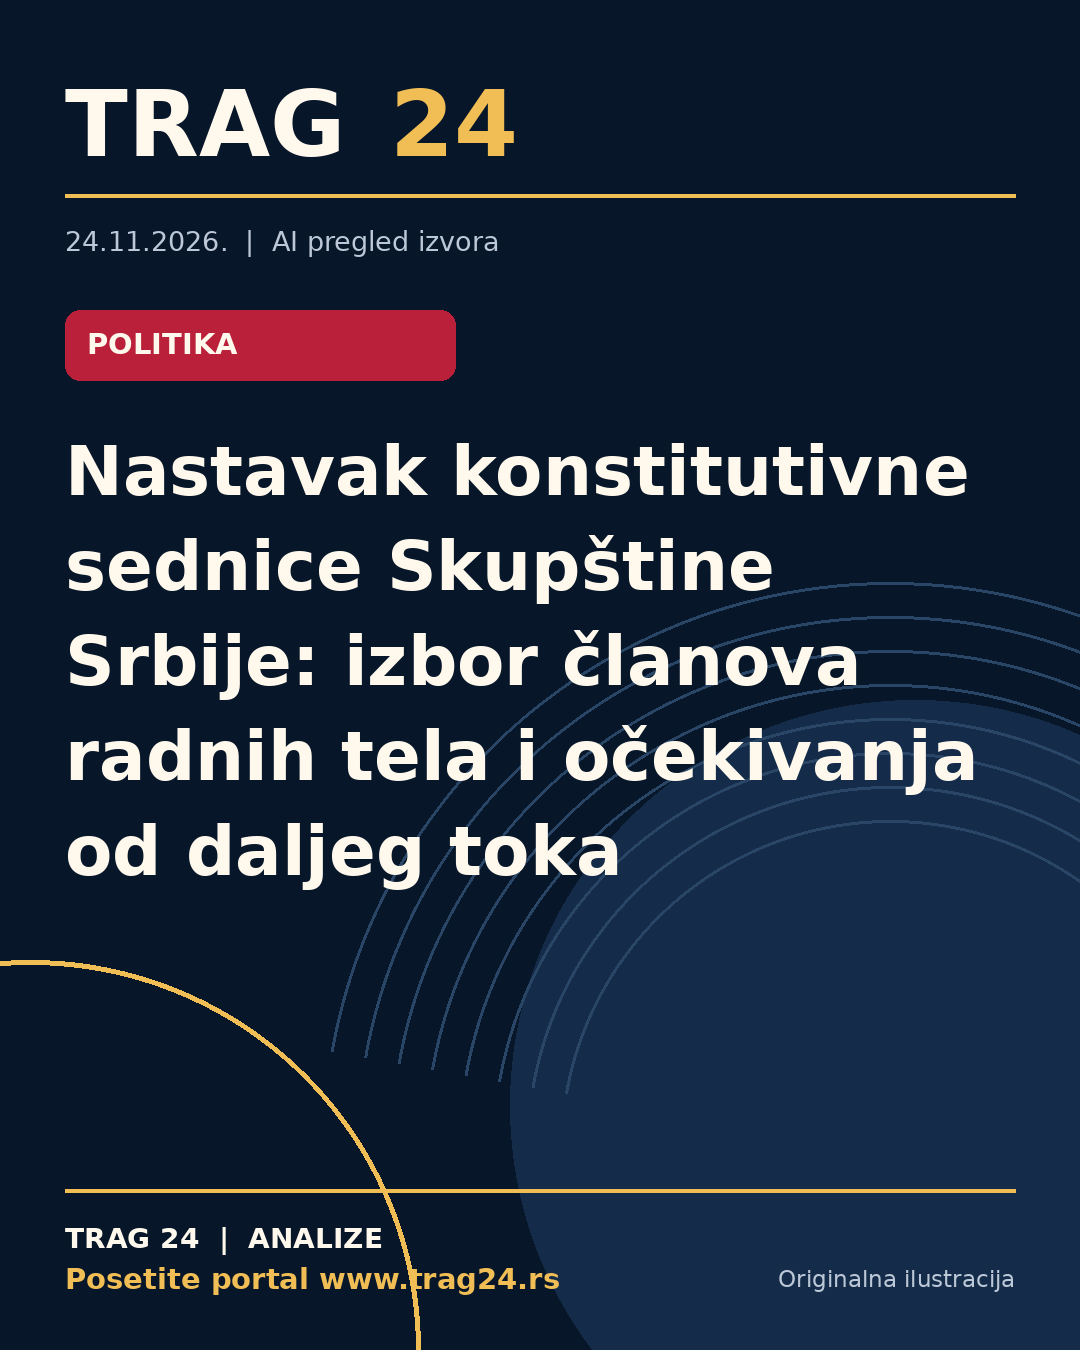 TRAG 24
24.11.2026. | AI pregled izvora
POLITIKA
Nastavak konstitutivne
sednice Skupštine
Srbije: izbor članova
radnih tela i očekivanja
od daljeg toka
TRAG 24 | ANALIZE
Posetite portal www.trag24.rs
Originalna ilustracija